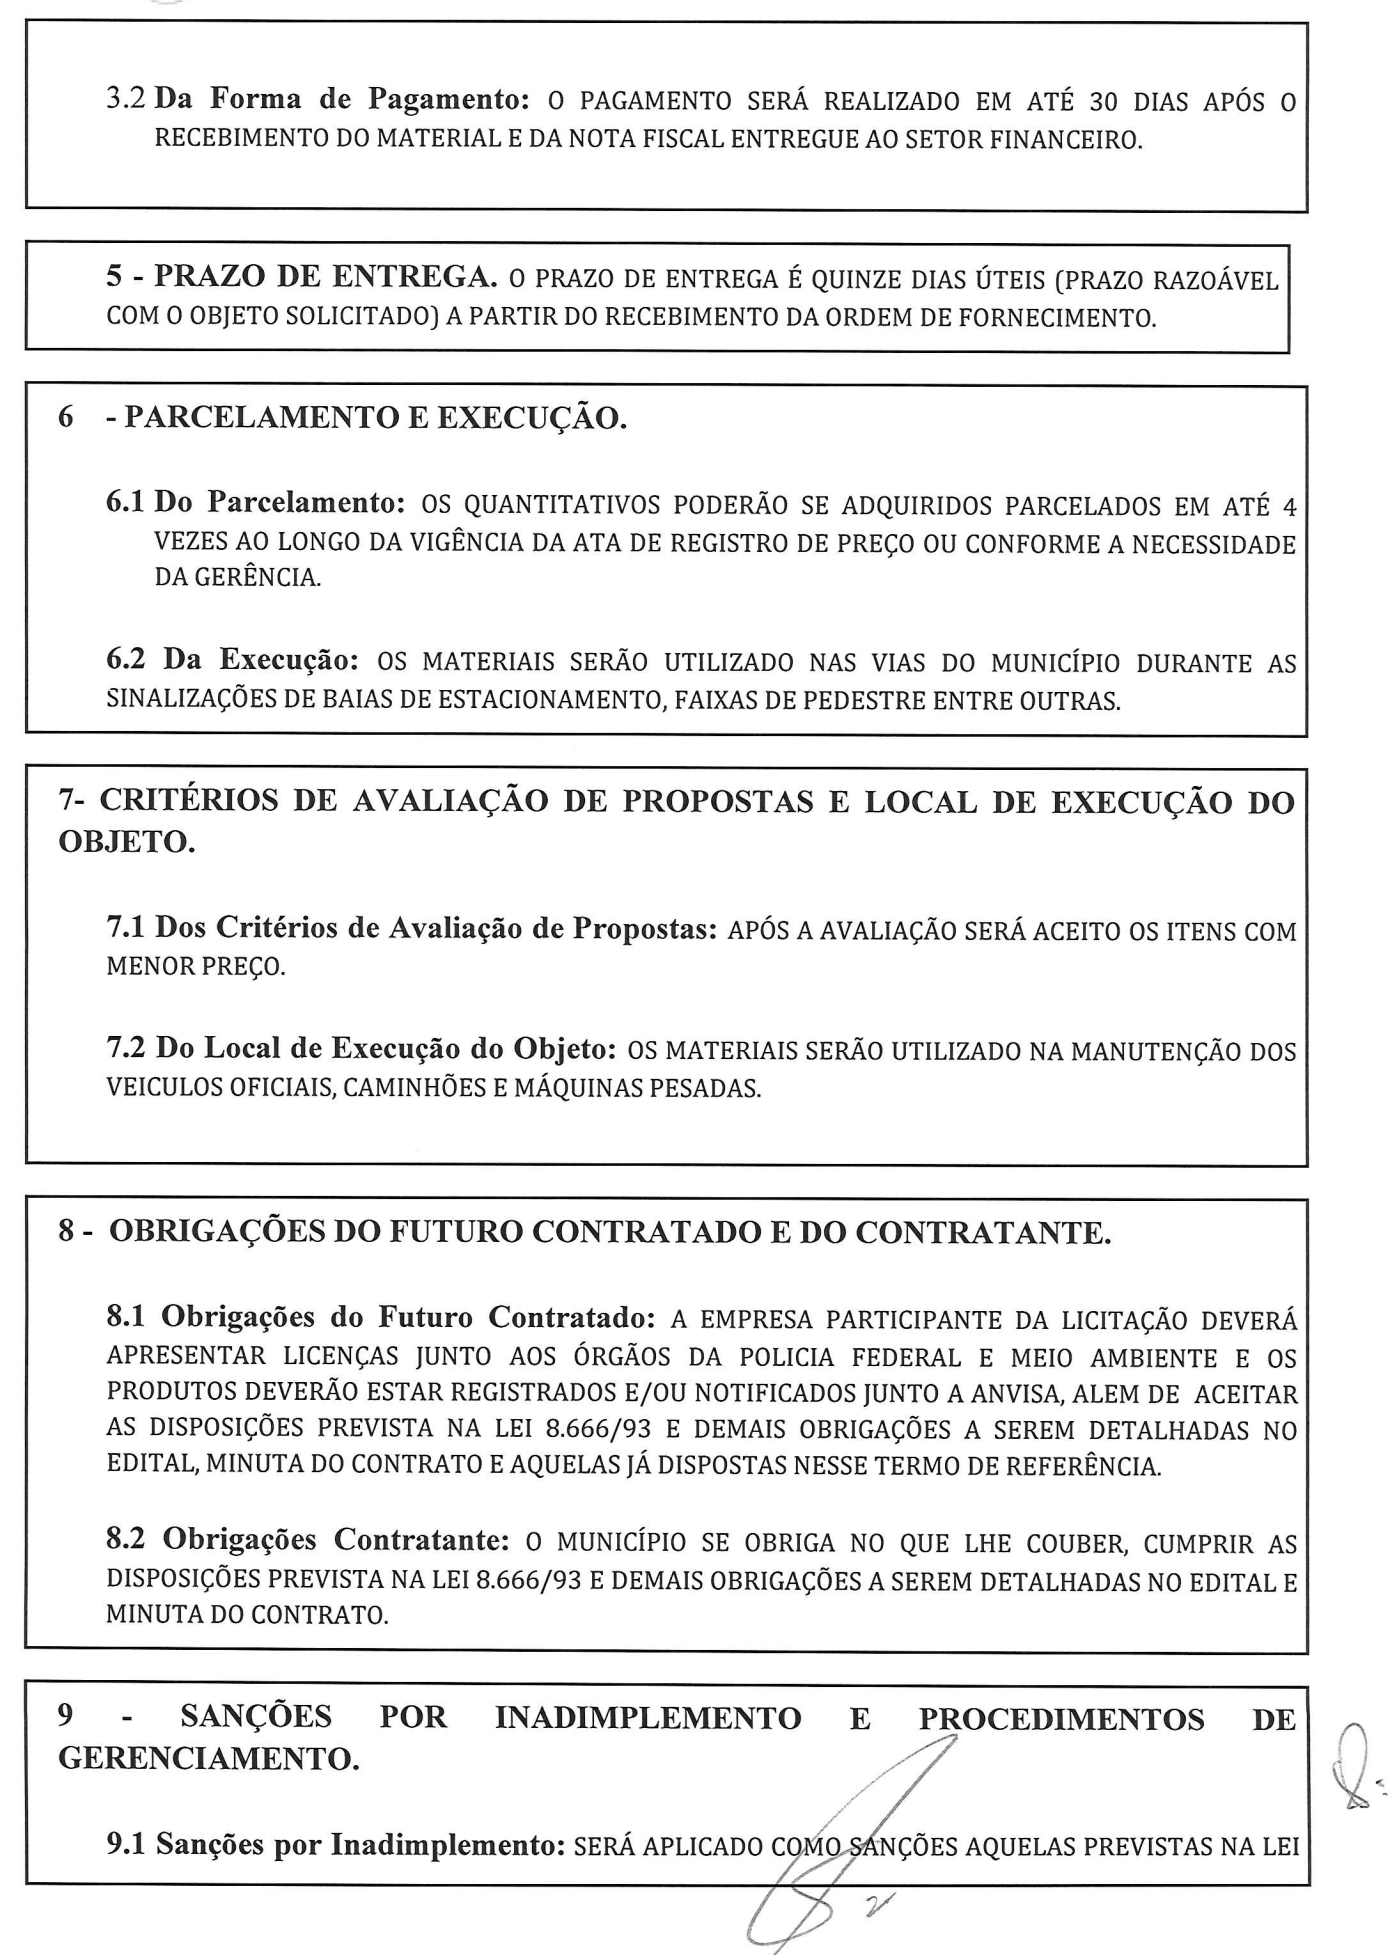 3.2 Da Forma de Pagamento: O PAGAMENTO SERÁ REALIZADO EM ATÉ 30 DIAS APÓS O
RECEBIMENTO DO MATERIAL E DA NOTA FISCAL ENTREGUE AO SETOR FINANCEIRO.
5 - PRAZO DE ENTREGA. O PRAZO DE ENTREGA É QUINZE DIAS ÚTEIS (PRAZO RAZOÁVEL
COM O OBJETO SOLICITADO) A PARTIR DO RECEBIMENTO DA ORDEM DE FORNECIMENTO.
6 - PARCELAMENTO E EXECUÇÃO.
6.1 Do Parcelamento: OS QUANTITATIVOS PODERÃO SE ADQUIRIDOS PARCELADOS EM ATÉ 4
VEZES AO LONGO DA VIGÊNCIA DA ATA DE REGISTRO DE PREÇO OU CONFORME A NECESSIDADE
DA GERÊNCIA.
6.2 Da Execução: OS MATERIAIS SERÃO UTILIZADO NAS VIAS DO MUNICÍPIO DURANTE AS
SINALIZAÇÕES DE BAIAS DE ESTACIONAMENTO, FAIXAS DE PEDESTRE ENTRE OUTRAS.
7- CRITÉRIOS DE AVALIAÇÃO DE PROPOSTAS E LOCAL DE EXECUÇÃO DO
OBJETO.
7.1 Dos Critérios de Avaliação de Propostas: APÓS A AVALIAÇÃO SERÁ ACEITO OS ITENS COM
MENOR PREÇO.
7.2 Do Local de Execução do Objeto: OS MATERIAIS SERÃO UTILIZADO NA MANUTENÇÃO DOS
VEICULOS OFICIAIS, CAMINHÕES E MÁQUINAS PESADAS.
8 - OBRIGAÇÕES DO FUTURO CONTRATADO E DO CONTRATANTE.
8.1 Obrigações do Futuro Contratado: A EMPRESA PARTICIPANTE DA LICITAÇÃO DEVERÁ
APRESENTAR LICENÇAS JUNTO AOS ÓRGÃOS DA POLICIA FEDERAL E MEIO AMBIENTE E OS
PRODUTOS DEVERÃO ESTAR REGISTRADOS E/OU NOTIFICADOS JUNTO A ANVISA, ALEM DE ACEITAR
AS DISPOSIÇÕES PREVISTA NA LEI 8.666/93 E DEMAIS OBRIGAÇÕES A SEREM DETALHADAS NO
EDITAL, MINUTA DO CONTRATO E AQUELAS JÁ DISPOSTAS NESSE TERMO DE REFERÊNCIA.
8.2 Obrigações Contratante: O MUNICÍPIO SE OBRIGA NO QUE LHE COUBER, CUMPRIR AS
DISPOSIÇÕES PREVISTA NA LEI 8.666/93 E DEMAIS OBRIGAÇÕES A SEREM DETALHADAS NO EDITAL E
MINUTA DO CONTRATO.
9 - SANÇÕES POR INADIMPLEMENTO E PROCEDIMENTOS DE
GERENCIAMENTO.
9.1 Sanções por Inadimplemento: SERÁ APLICADO COMO SANÇÕES AQUELAS PREVISTAS NA LEI